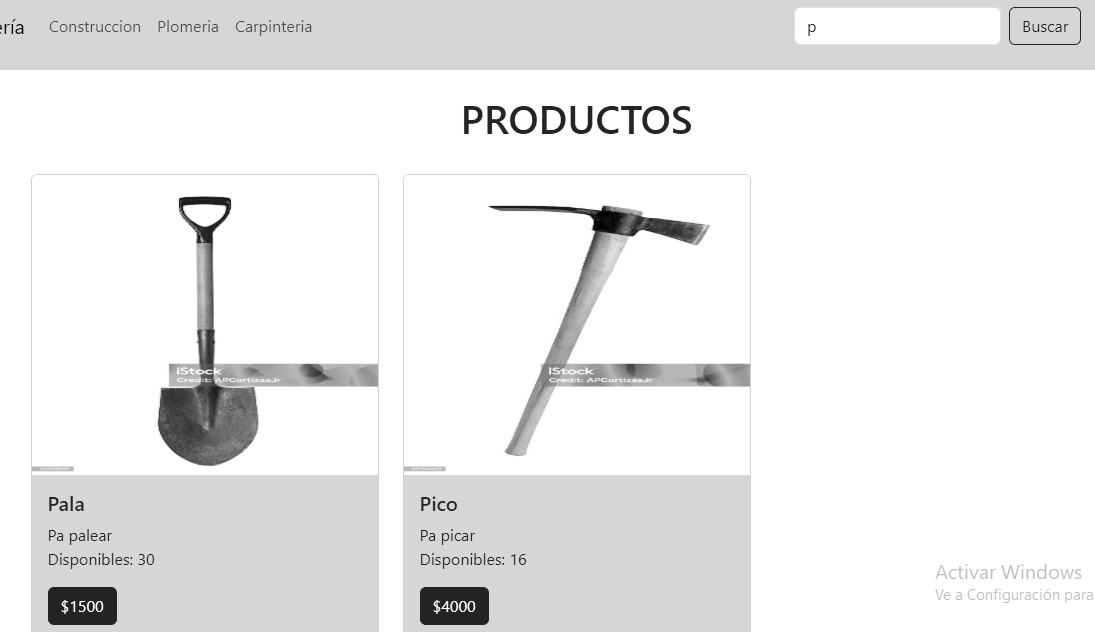 ería Construccion Plomeria Carpinteria p Buscar
PRODUCTOS
iStock
Credit: APCortizasJr
iStock
Credit: APCortizasJr
Pala
Pa palear
Disponibles: 30
$1500
Pico
Pa picar
Disponibles: 16
$4000
Activar Windows
Ve a Configuración para